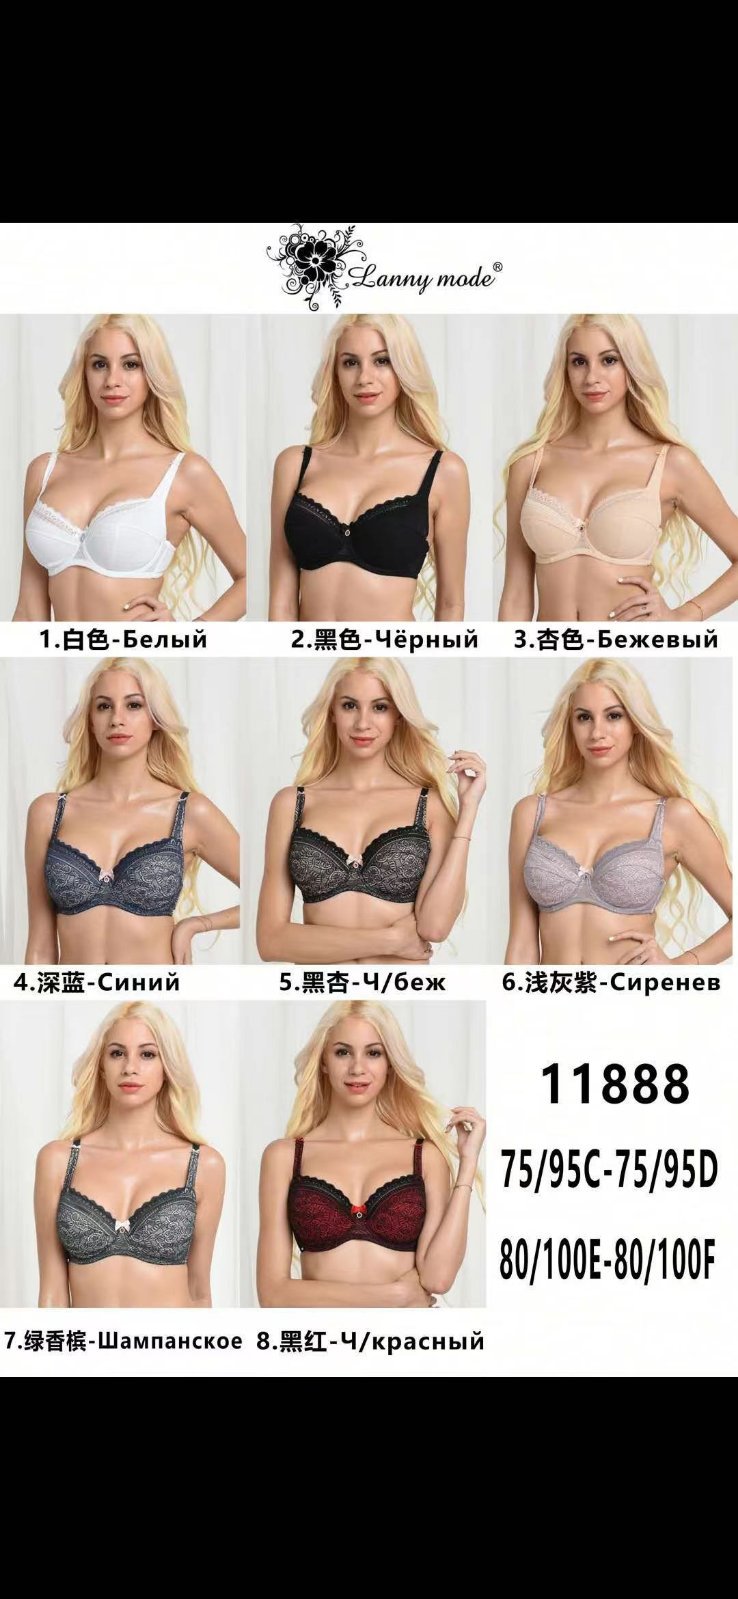 Lanny mode®
1.白色-Белый
2.黑色-Чёрный
3.杏色-Бежевый
4.深蓝-Синий
5.黑杏-Ч/беж
6.浅灰紫-Сиренев
11888
75/95C-75/95D
80/100E-80/100F
7.绿香槟-Шампанское
8.黑红-Ч/красный